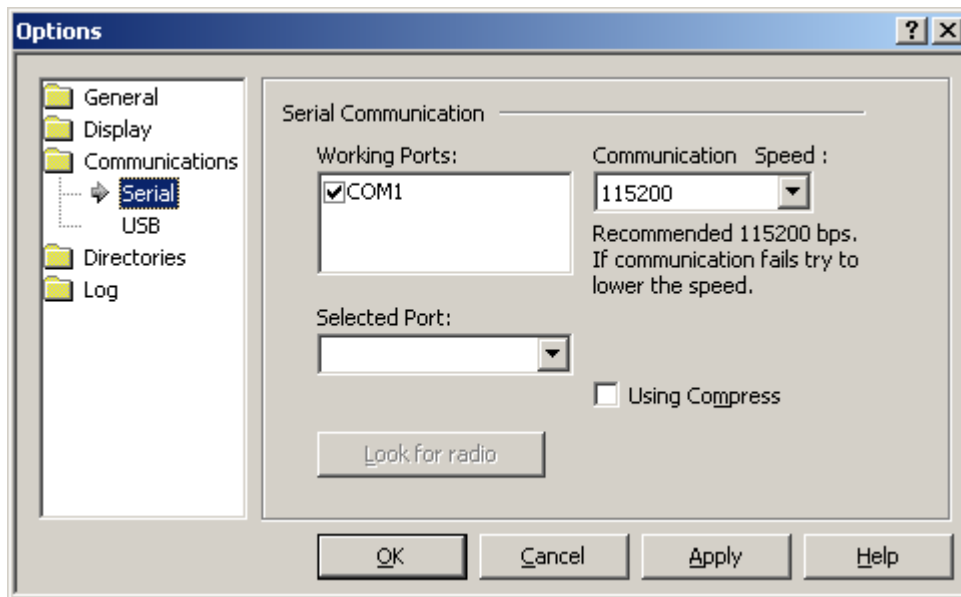 Options
General
Display
Communications
Serial
USB
Directories
Log
Serial Communication
Working Ports:
COM1
Communication Speed :
115200
Recommended 115200 bps.
If communication fails try to
lower the speed.
Selected Port:
Using Compress
Look for radio
OK
Cancel
Apply
Help